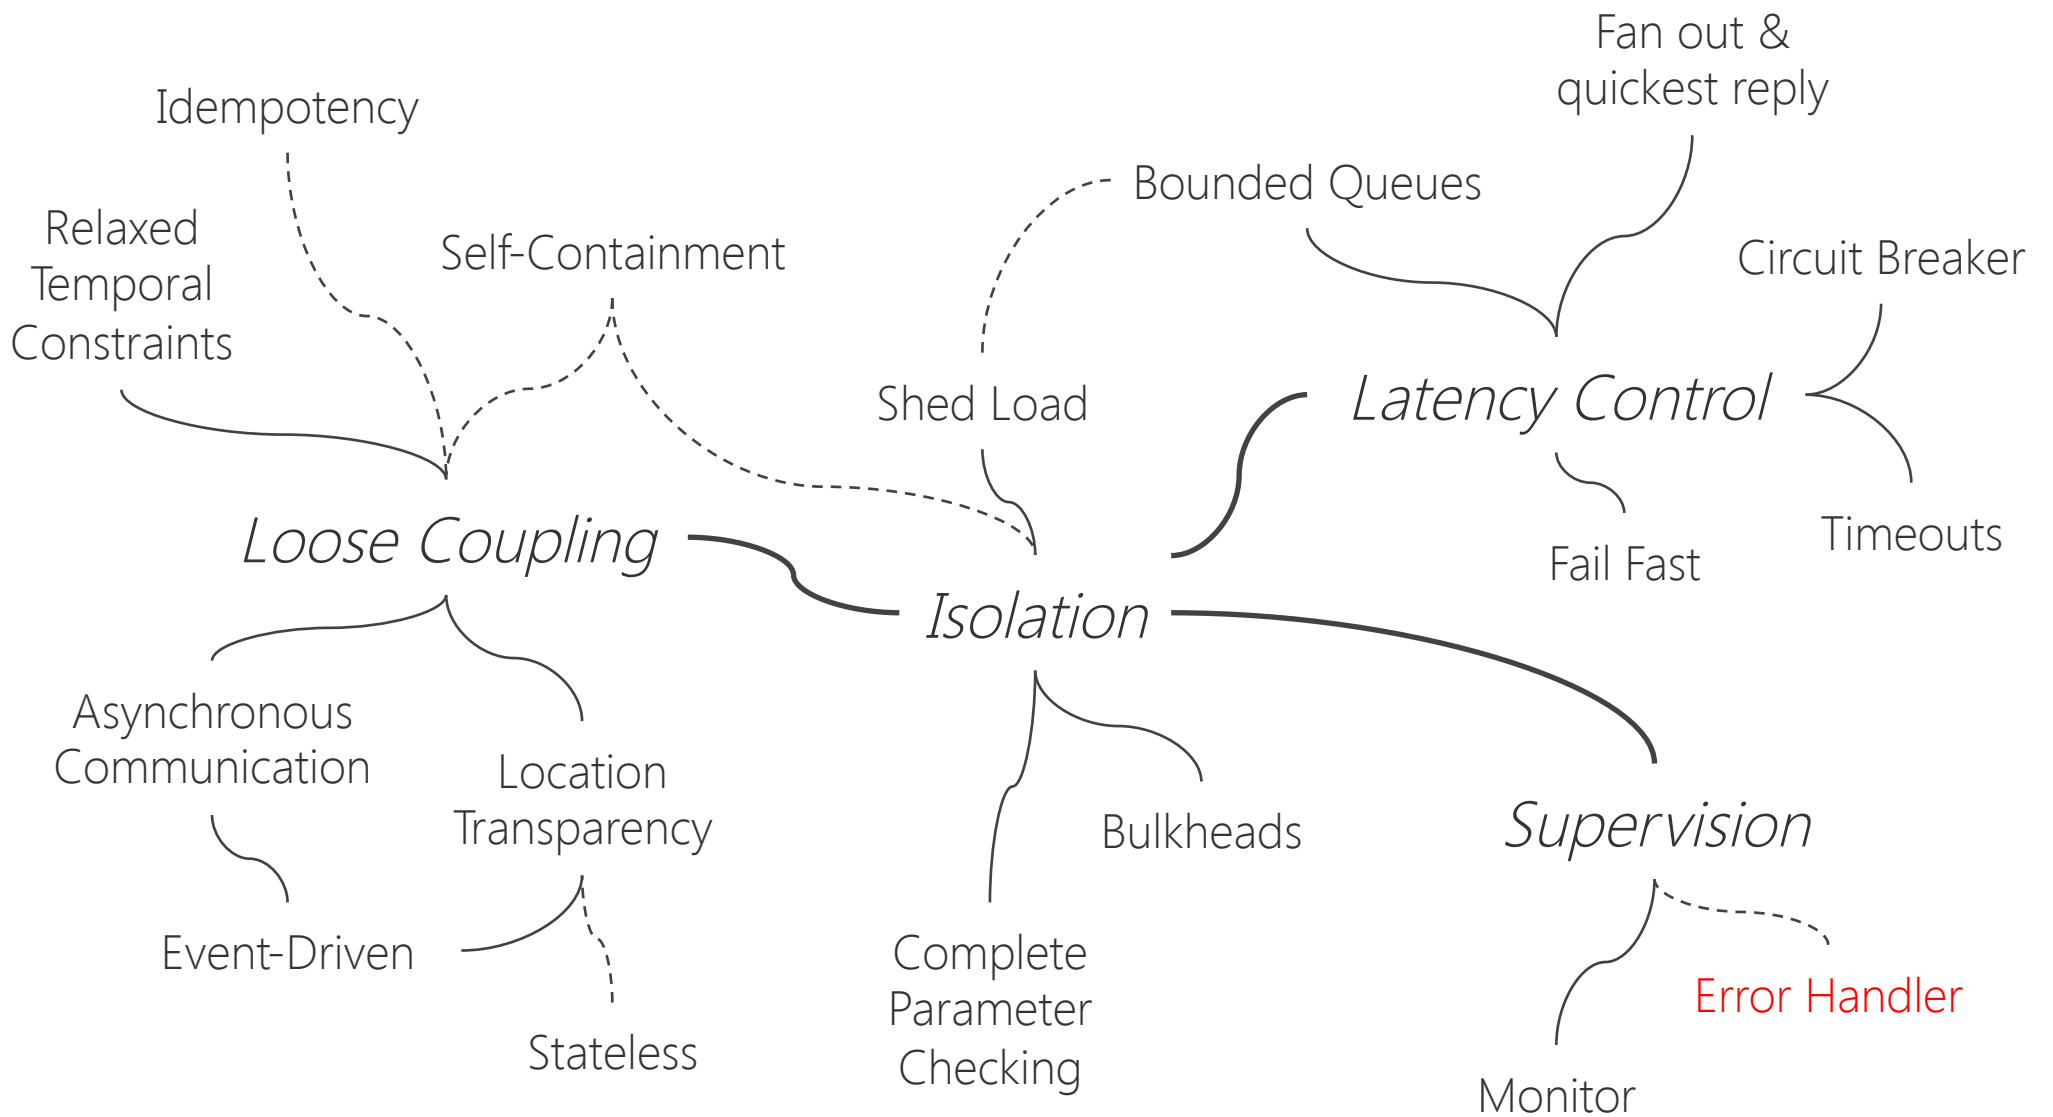 Fan out &
quickest reply
Idempotency
Bounded Queues
Relaxed
Temporal
Constraints
Self-Containment
Circuit Breaker
Shed Load
Latency Control
Loose Coupling
Timeouts
Fail Fast
Isolation
Asynchronous
Communication
Location
Transparency
Bulkheads
Supervision
Event-Driven
Complete
Parameter
Checking
Error Handler
Stateless
Monitor